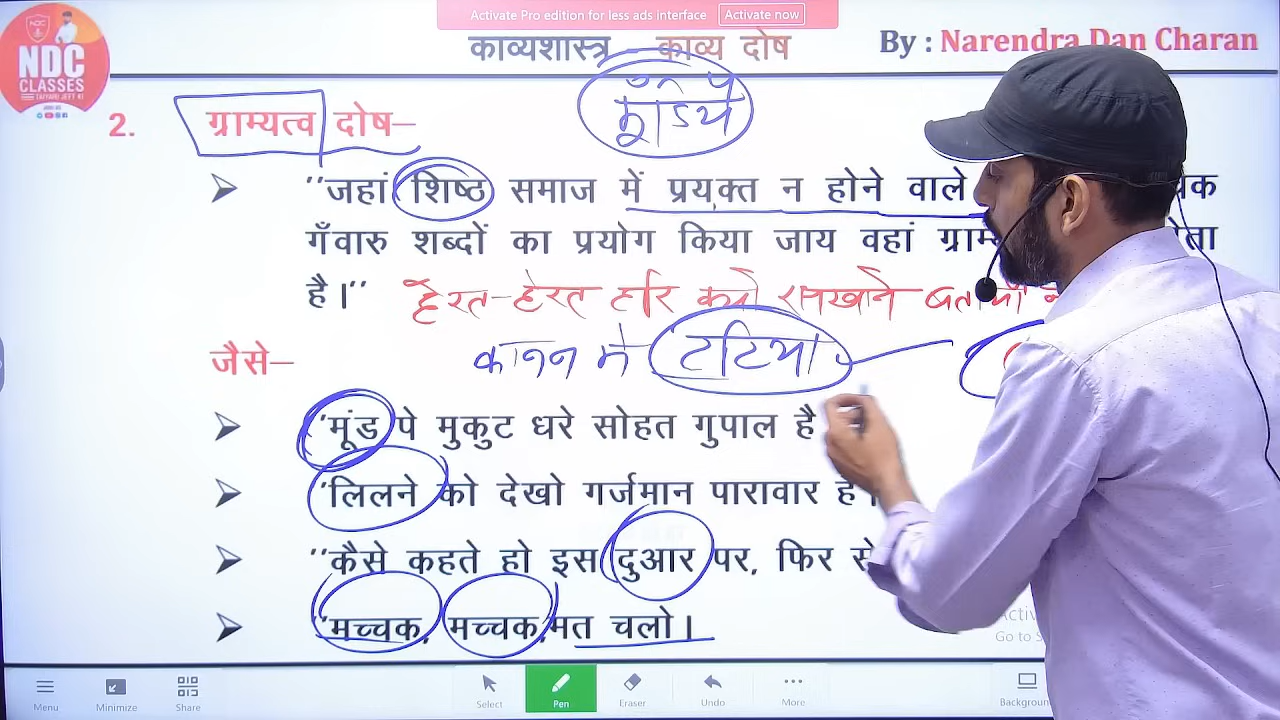 Activate Pro edition for less ads interface Activate now
NDC
CLASSES
काव्यशास्त्र - काव्य दोष
By : Narendra Dan Charan
2. ग्राम्यत्व दोष–
"जहां शिष्ठ समाज में प्रयुक्त न होने वाले
गँवारु शब्दों का प्रयोग किया जाय वहां
है।"
हेरत-हेरत हरि
जैसे–
कानन में टटिया
'मूंड पे मुकुट धरे सोहत गुपाल है
'लिलने को देखो गर्जमान पारावार है।
"कैसे कहते हो इस दुआर पर, फिर से
'मच्चक, मच्चक,मत चलो।
Menu Minimize Share Select Pen Eraser Undo More